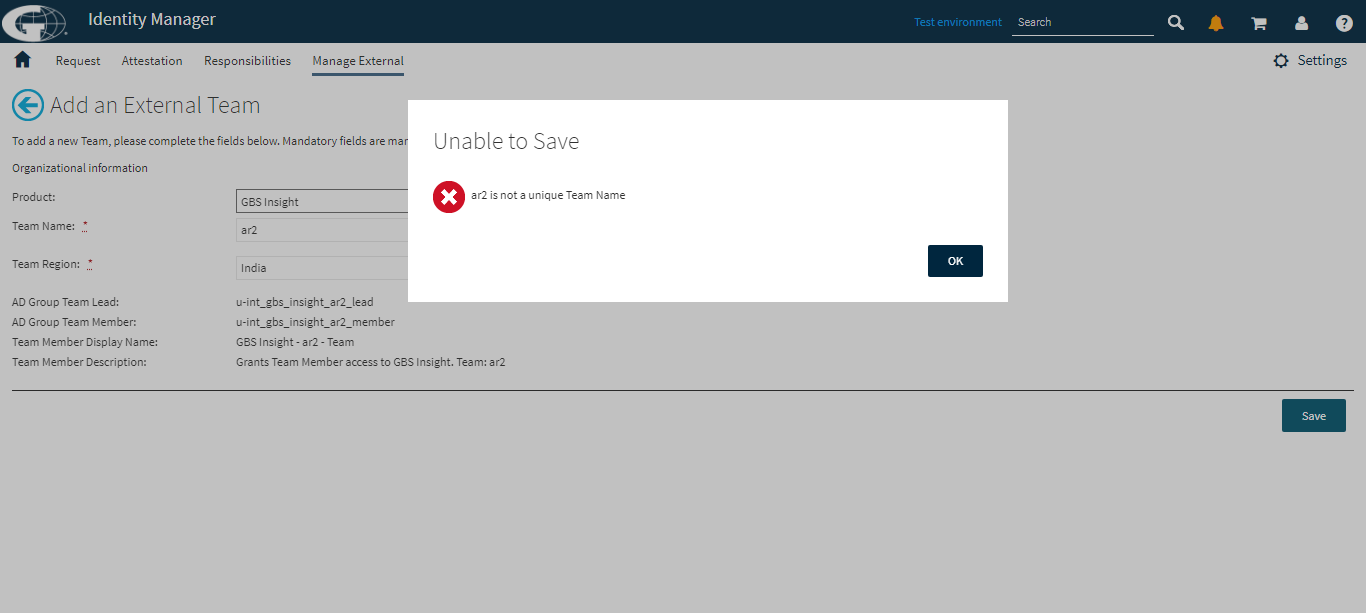 Identity Manager
Test environment
Search
Request
Attestation
Responsibilities
Manage External
Settings
Add an External Team
To add a new Team, please complete the fields below. Mandatory fields are mar
Organizational information
Product:
GBS Insight
Team Name: *
ar2
Team Region: *
India
AD Group Team Lead:
u-int_gbs_insight_ar2_lead
AD Group Team Member:
u-int_gbs_insight_ar2_member
Team Member Display Name:
GBS Insight - ar2 - Team
Team Member Description:
Grants Team Member access to GBS Insight. Team: ar2
Save
Unable to Save
ar2 is not a unique Team Name
OK